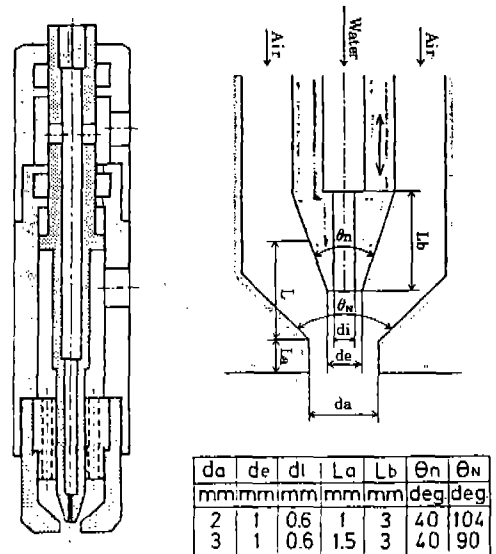 Air
Water
Air
θn
Lb
L
θN
La
di
de
da
da de di La Lb θn θN
mm mm mm mm mm deg deg
2 1 0.6 1 3 40 104
3 1 0.6 1.5 3 40 90